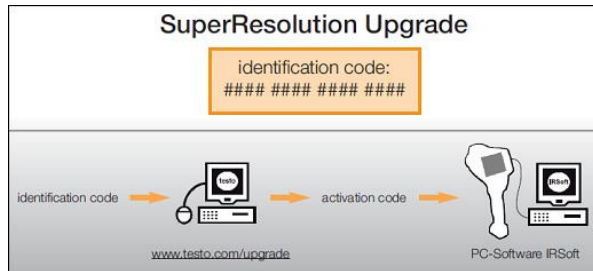 SuperResolution Upgrade
identification code:
#### #### #### ####
identification code
testo
activation code
IRSoft
www.testo.com/upgrade
PC-Software IRSoft